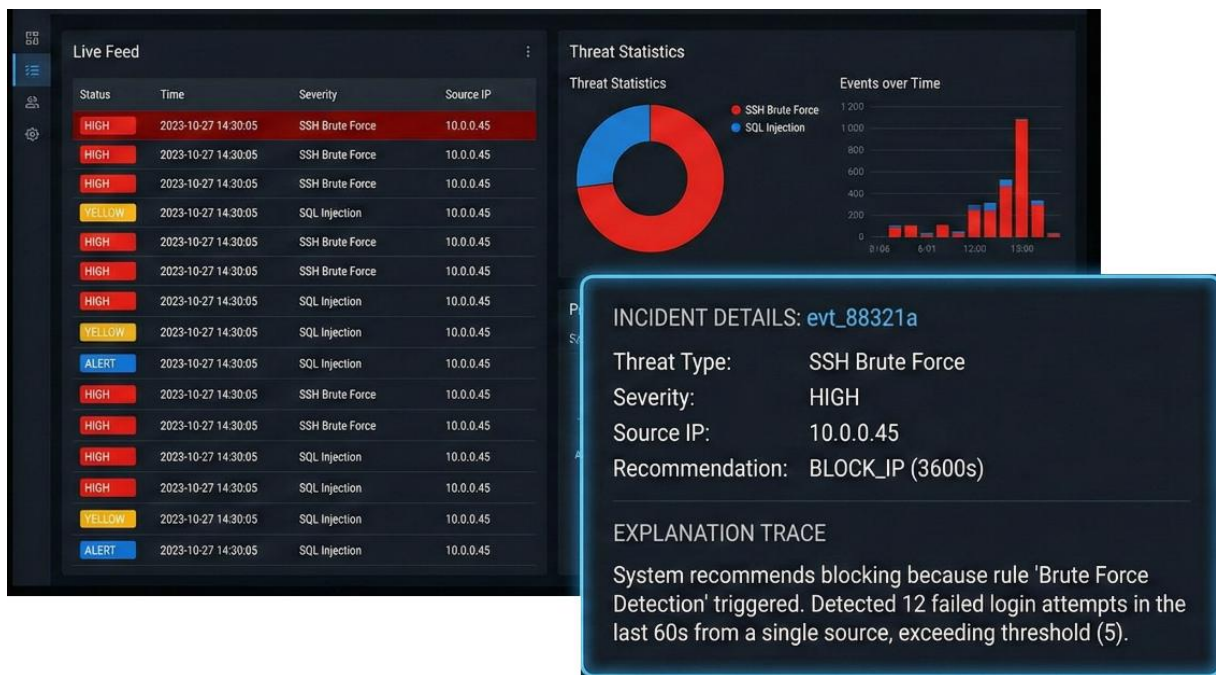 Live Feed
Status Time Severity Source IP
HIGH 2023-10-27 14:30:05 SSH Brute Force 10.0.0.45
HIGH 2023-10-27 14:30:05 SSH Brute Force 10.0.0.45
HIGH 2023-10-27 14:30:05 SSH Brute Force 10.0.0.45
YELLOW 2023-10-27 14:30:05 SQL Injection 10.0.0.45
HIGH 2023-10-27 14:30:05 SSH Brute Force 10.0.0.45
HIGH 2023-10-27 14:30:05 SSH Brute Force 10.0.0.45
HIGH 2023-10-27 14:30:05 SQL Injection 10.0.0.45
YELLOW 2023-10-27 14:30:05 SQL Injection 10.0.0.45
ALERT 2023-10-27 14:30:05 SQL Injection 10.0.0.45
HIGH 2023-10-27 14:30:05 SSH Brute Force 10.0.0.45
HIGH 2023-10-27 14:30:05 SSH Brute Force 10.0.0.45
HIGH 2023-10-27 14:30:05 SQL Injection 10.0.0.45
HIGH 2023-10-27 14:30:05 SQL Injection 10.0.0.45
YELLOW 2023-10-27 14:30:05 SQL Injection 10.0.0.45
ALERT 2023-10-27 14:30:05 SQL Injection 10.0.0.45
Threat Statistics
Threat Statistics
SSH Brute Force
SQL Injection
Events over Time
1200
1000
800
600
400
200
0
6-01 12:00 13:00
INCIDENT DETAILS: evt_88321a
Threat Type: SSH Brute Force
Severity: HIGH
Source IP: 10.0.0.45
Recommendation: BLOCK_IP (3600s)
EXPLANATION TRACE
System recommends blocking because rule 'Brute Force
Detection' triggered. Detected 12 failed login attempts in the
last 60s from a single source, exceeding threshold (5).